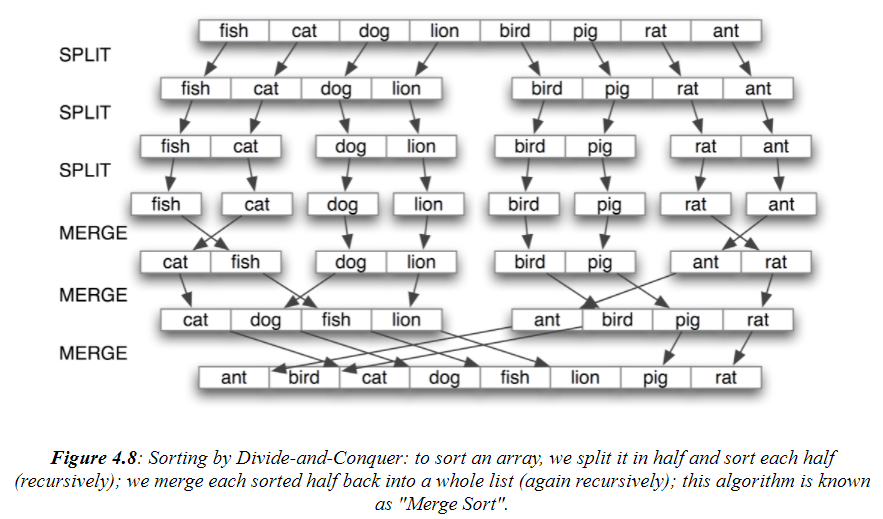 fish cat dog lion bird pig rat ant
SPLIT
fish cat dog lion bird pig rat ant
SPLIT
fish cat dog lion bird pig rat ant
SPLIT
fish cat dog lion bird pig rat ant
MERGE
cat fish dog lion bird pig ant rat
MERGE
cat dog fish lion ant bird pig rat
MERGE
ant bird cat dog fish lion pig rat
Figure 4.8: Sorting by Divide-and-Conquer: to sort an array, we split it in half and sort each half
(recursively); we merge each sorted half back into a whole list (again recursively); this algorithm is known
as "Merge Sort".